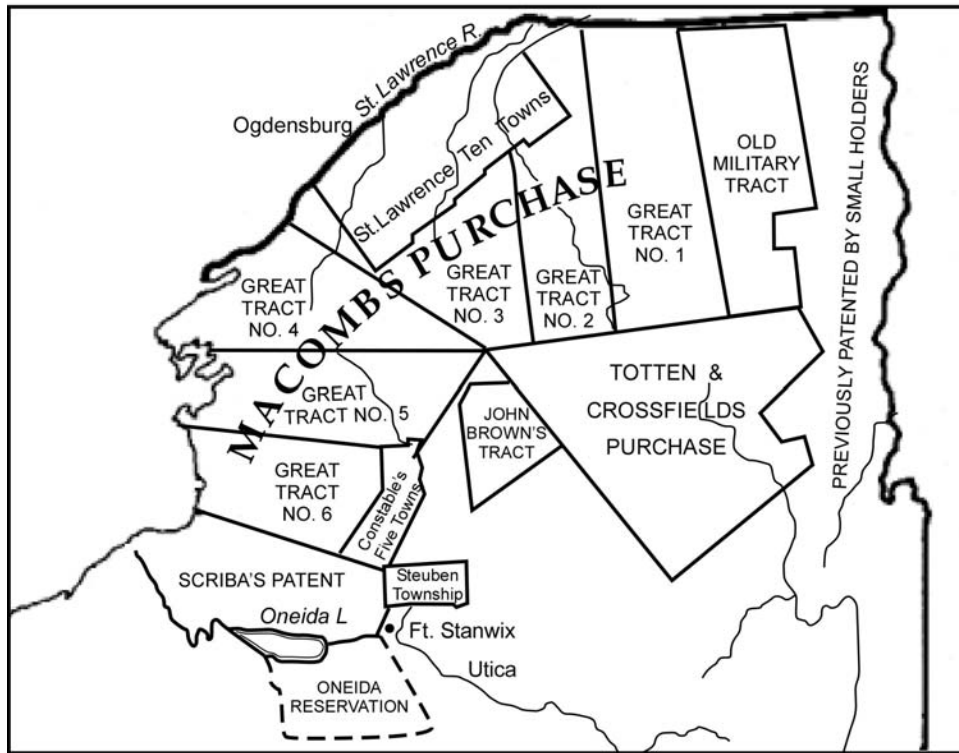 St. Lawrence R.
Ogdensburg
St. Lawrence Ten Towns
MACOMBS PURCHASE
OLD
MILITARY
TRACT
PREVIOUSLY PATENTED BY SMALL HOLDERS
GREAT
TRACT
NO. 1
GREAT
TRACT
NO. 2
GREAT
TRACT
NO. 3
GREAT
TRACT
NO. 4
GREAT
TRACT NO. 5
TOTTEN &
CROSSFIELDS
PURCHASE
JOHN
BROWN'S
TRACT
GREAT
TRACT
NO. 6
Constable's
Five Towns
SCRIBA'S PATENT
Steuben
Township
Oneida L
Ft. Stanwix
Utica
ONEIDA
RESERVATION